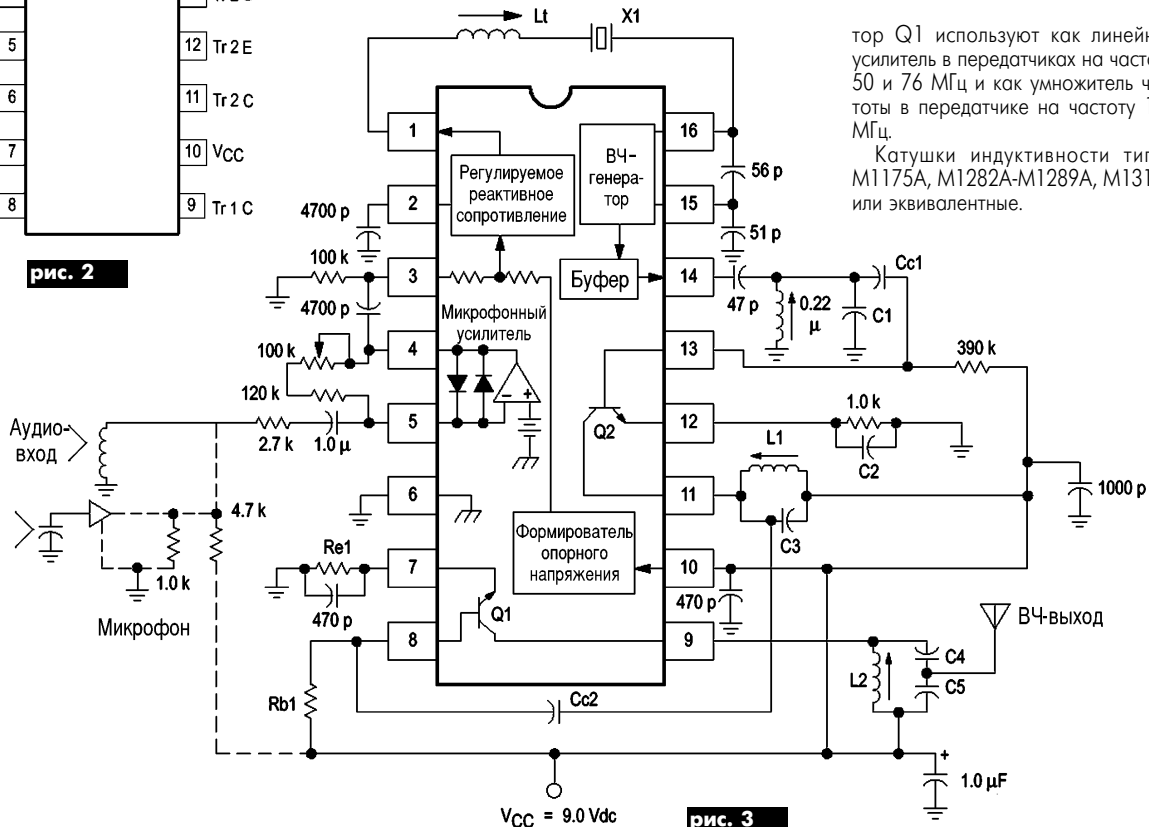 5
12 Tr 2 E
6
11 Tr 2 C
7
10 VCC
8
9 Tr 1 C
рис. 2
Lt
X1
тор Q1 используют как
усилитель в передатчиках на
50 и 76 МГц и как умножитель
тоты в передатчике на частоту
МГц.
Катушки индуктивности
M1175A, M1282A-M1289A,
или эквивалентные.
1
16
Регулируемое
реактивное
сопротивление
ВЧ-
генера-
тор
56 p
2
15
4700 p
51 p
100 k
3
Буфер
14
Cc1
4700 p
47 p
0.22
μ
C1
Микрофонный
усилитель
100 k
4
13
390 k
120 k
– +
Аудио-
вход
2.7 k
1.0 μ
5
Q2
12
1.0 k
C2
L1
6
11
1000 p
4.7 k
C3
Формирователь
опорного
напряжения
Re1
7
10
1.0 k
470 p
470 p
Микрофон
Q1
ВЧ-выход
8
9
C4
L2
C5
Rb1
Cc2
+
1.0 μF
VCC = 9.0 Vdc
рис. 3